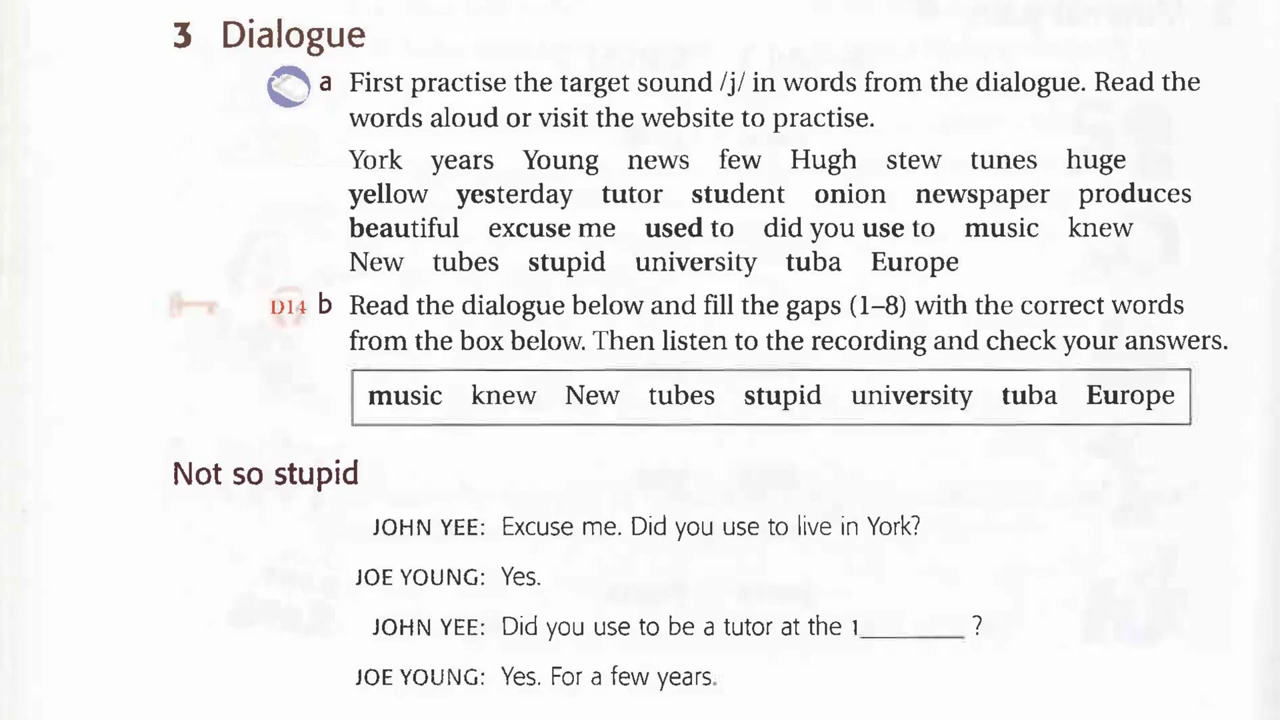 3 Dialogue
a First practise the target sound /j/ in words from the dialogue. Read the
words aloud or visit the website to practise.
York years Young news few Hugh stew tunes huge
yellow yesterday tutor student onion newspaper produces
beautiful excuse me used to did you use to music knew
New tubes stupid university tuba Europe
D14 b Read the dialogue below and fill the gaps (1–8) with the correct words
from the box below. Then listen to the recording and check your answers.
music knew New tubes stupid university tuba Europe
Not so stupid
JOHN YEE: Excuse me. Did you use to live in York?
JOE YOUNG: Yes.
JOHN YEE: Did you use to be a tutor at the 1_________ ?
JOE YOUNG: Yes. For a few years.